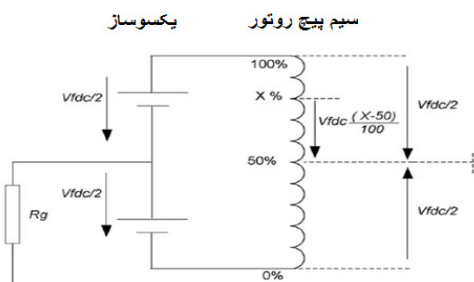 یکسوساز
سیم پیچ روتور
100%
X %
Vfdc/2
Vfdc (X-50)/100
Vfdc/2
50%
Rg
Vfdc/2
Vfdc/2
0%